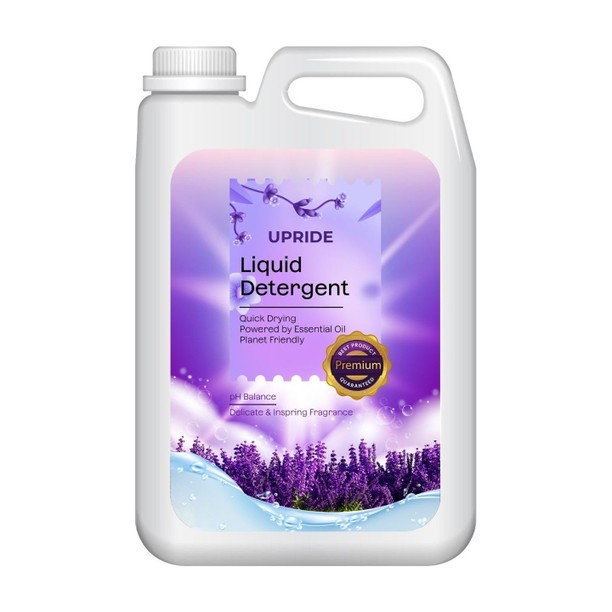 UPRIDE
Liquid
Detergent
Quick Drying
Powered by Essential Oil
Planet Friendly
BEST PRODUCT
Premium
QUARANTEED
pH Balance
Delicate & Inspring Fragrance